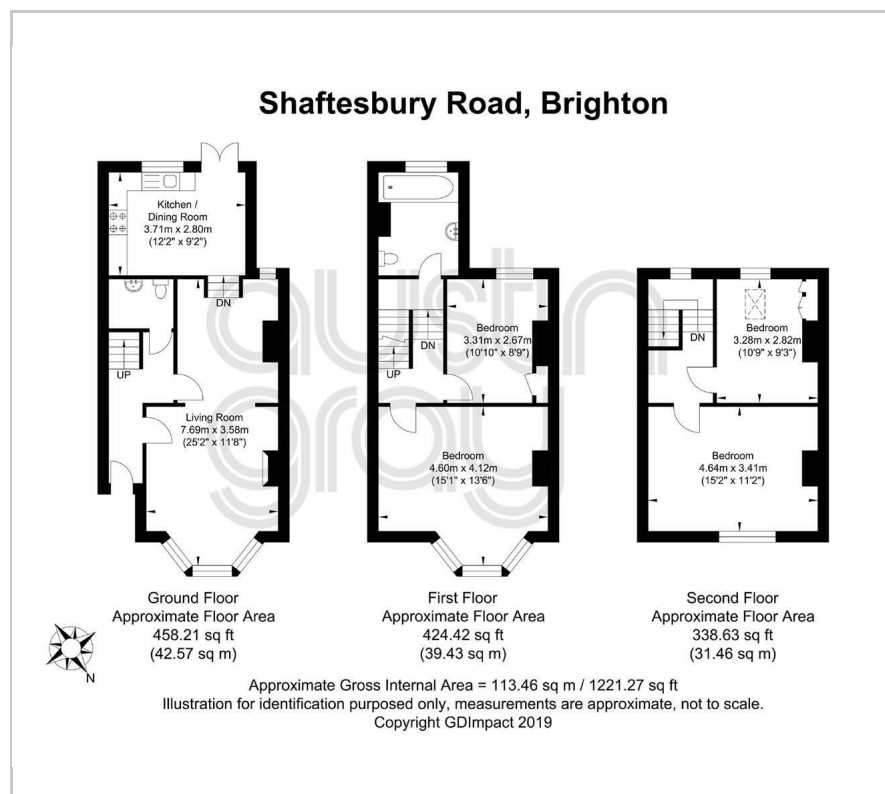 Shaftesbury Road, Brighton
Kitchen /
Dining Room
3.71m x 2.80m
(12'2" x 9'2")
DN
UP
Living Room
7.69m x 3.58m
(25'2" x 11'8")
Ground Floor
Approximate Floor Area
458.21 sq ft
(42.57 sq m)
Bedroom
3.31m x 2.67m
(10'10" x 8'9")
DN
UP
Bedroom
4.60m x 4.12m
(15'1" x 13'6")
First Floor
Approximate Floor Area
424.42 sq ft
(39.43 sq m)
Bedroom
3.28m x 2.82m
(10'9" x 9'3")
DN
Bedroom
4.64m x 3.41m
(15'2" x 11'2")
Second Floor
Approximate Floor Area
338.63 sq ft
(31.46 sq m)
austin
gray
N
Approximate Gross Internal Area = 113.46 sq m / 1221.27 sq ft
Illustration for identification purposed only, measurements are approximate, not to scale.
Copyright GDImpact 2019